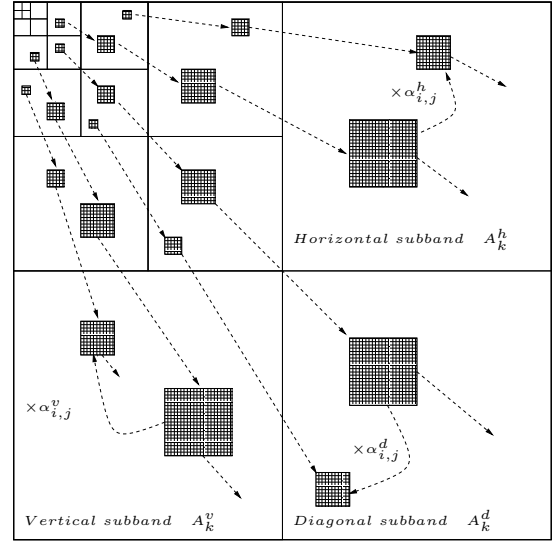 ×α^h_{i,j}
Horizontal subband A^h_k
×α^v_{i,j}
×α^d_{i,j}
Vertical subband A^v_k
Diagonal subband A^d_k